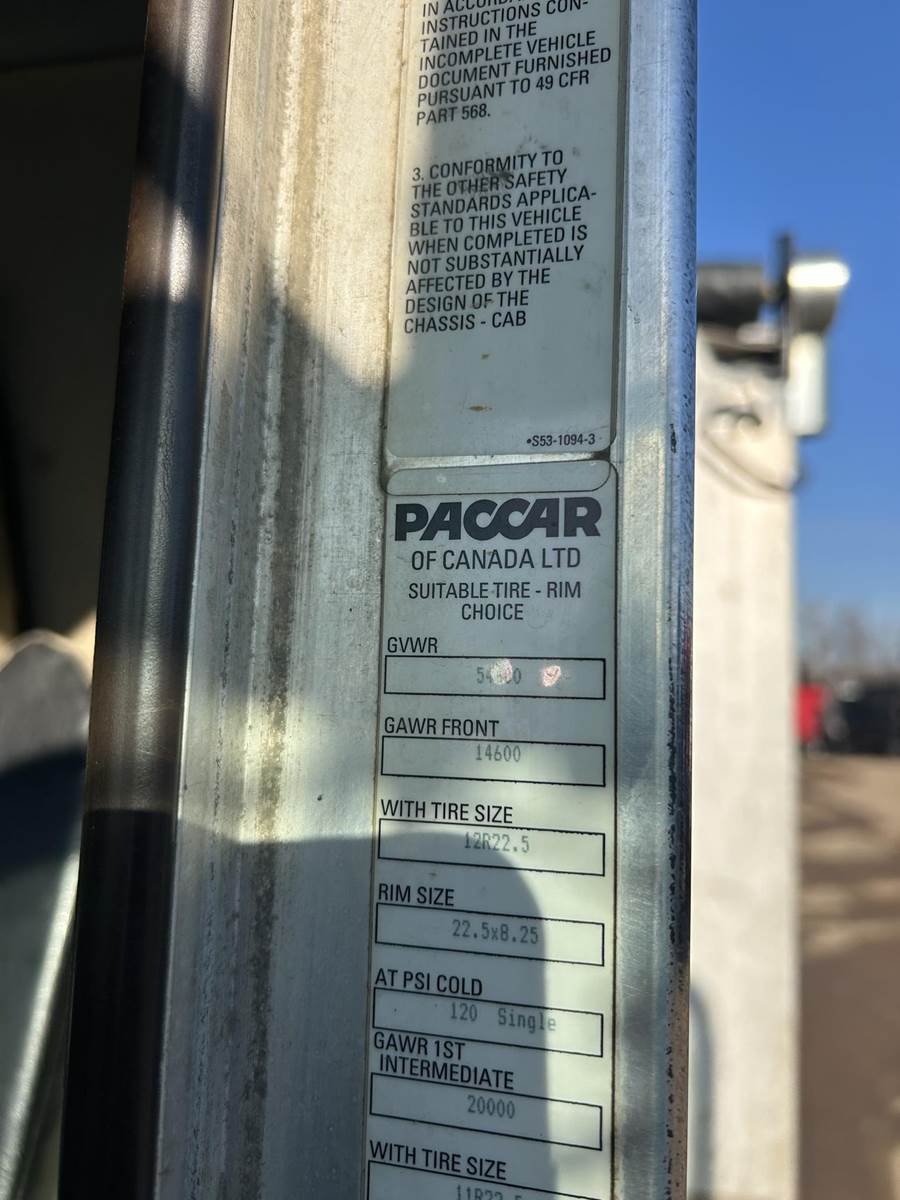 IN ACCORDA
INSTRUCTIONS CON-
TAINED IN THE
INCOMPLETE VEHICLE
DOCUMENT FURNISHED
PURSUANT TO 49 CFR
PART 568.
3. CONFORMITY TO
THE OTHER SAFETY
STANDARDS APPLICA-
BLE TO THIS VEHICLE
WHEN COMPLETED IS
NOT SUBSTANTIALLY
AFFECTED BY THE
DESIGN OF THE
CHASSIS - CAB
•S53-1094-3
PACCAR
OF CANADA LTD
SUITABLE TIRE - RIM
CHOICE
GVWR
GAWR FRONT
14600
WITH TIRE SIZE
12R22.5
RIM SIZE
22.5x8.25
AT PSI COLD
120 Single
GAWR 1ST
INTERMEDIATE
20000
WITH TIRE SIZE